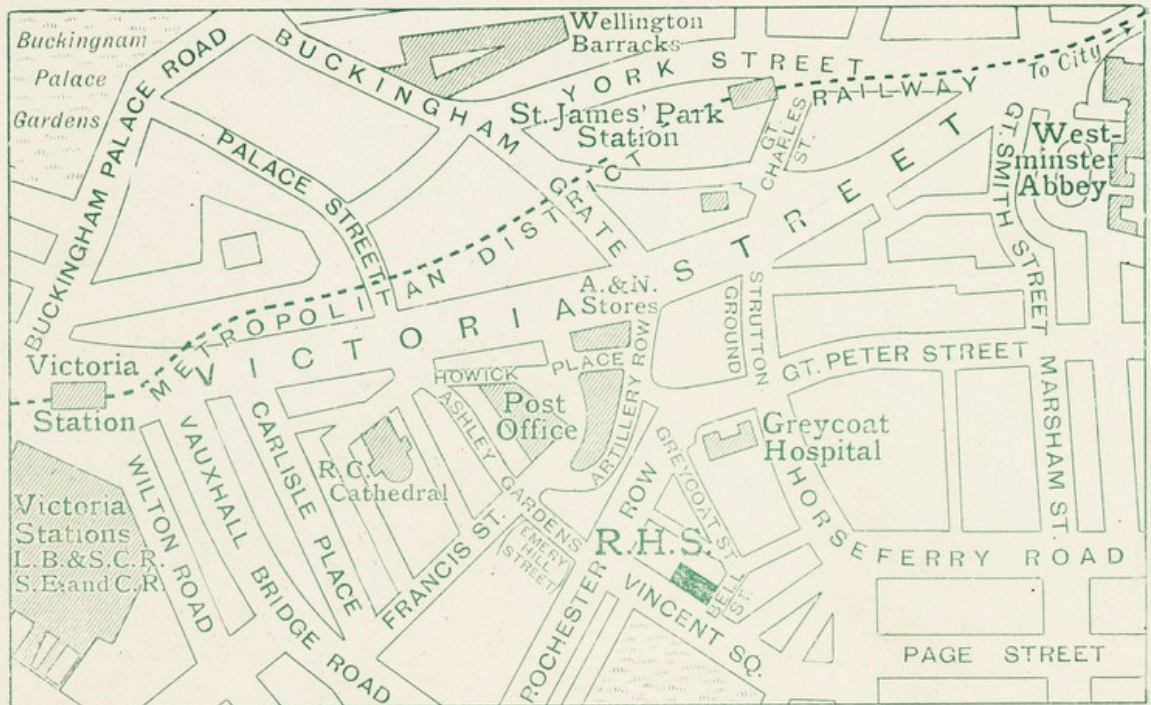 Buckingnam
Palace
Gardens
BUCKINGHAM PALACE ROAD
BUCKINGHAM GRATE
Wellington
Barracks
YORK STREET
To City
St. James' Park
Station
METROPOLITAN DISTRICT RAILWAY
GT.
CHARLES
ST.
GT. SMITH STREET
West-
minster
Abbey
PALACE STREET
VICTORIA STREET
A.&N.
Stores
STRUTTON
GROUND
Victoria
Station
HOWICK PLACE
Post
Office
ARTILLERY ROW
GT. PETER STREET
MARSHAM ST.
ASHLEY GARDENS
CARLISLE PLACE
VAUXHALL BRIDGE ROAD
WILTON ROAD
R.C.
Cathedral
Greycoat
Hospital
GREYCOAT ST.
HORSEFERRY ROAD
Victoria
Stations
L.B.&S.C.R.
S.E. and C.R.
FRANCIS ST.
EMERY
HILL
STREET
R.H.S.
BELL
ST.
ROCHESTER ROW
VINCENT SQ.
PAGE STREET